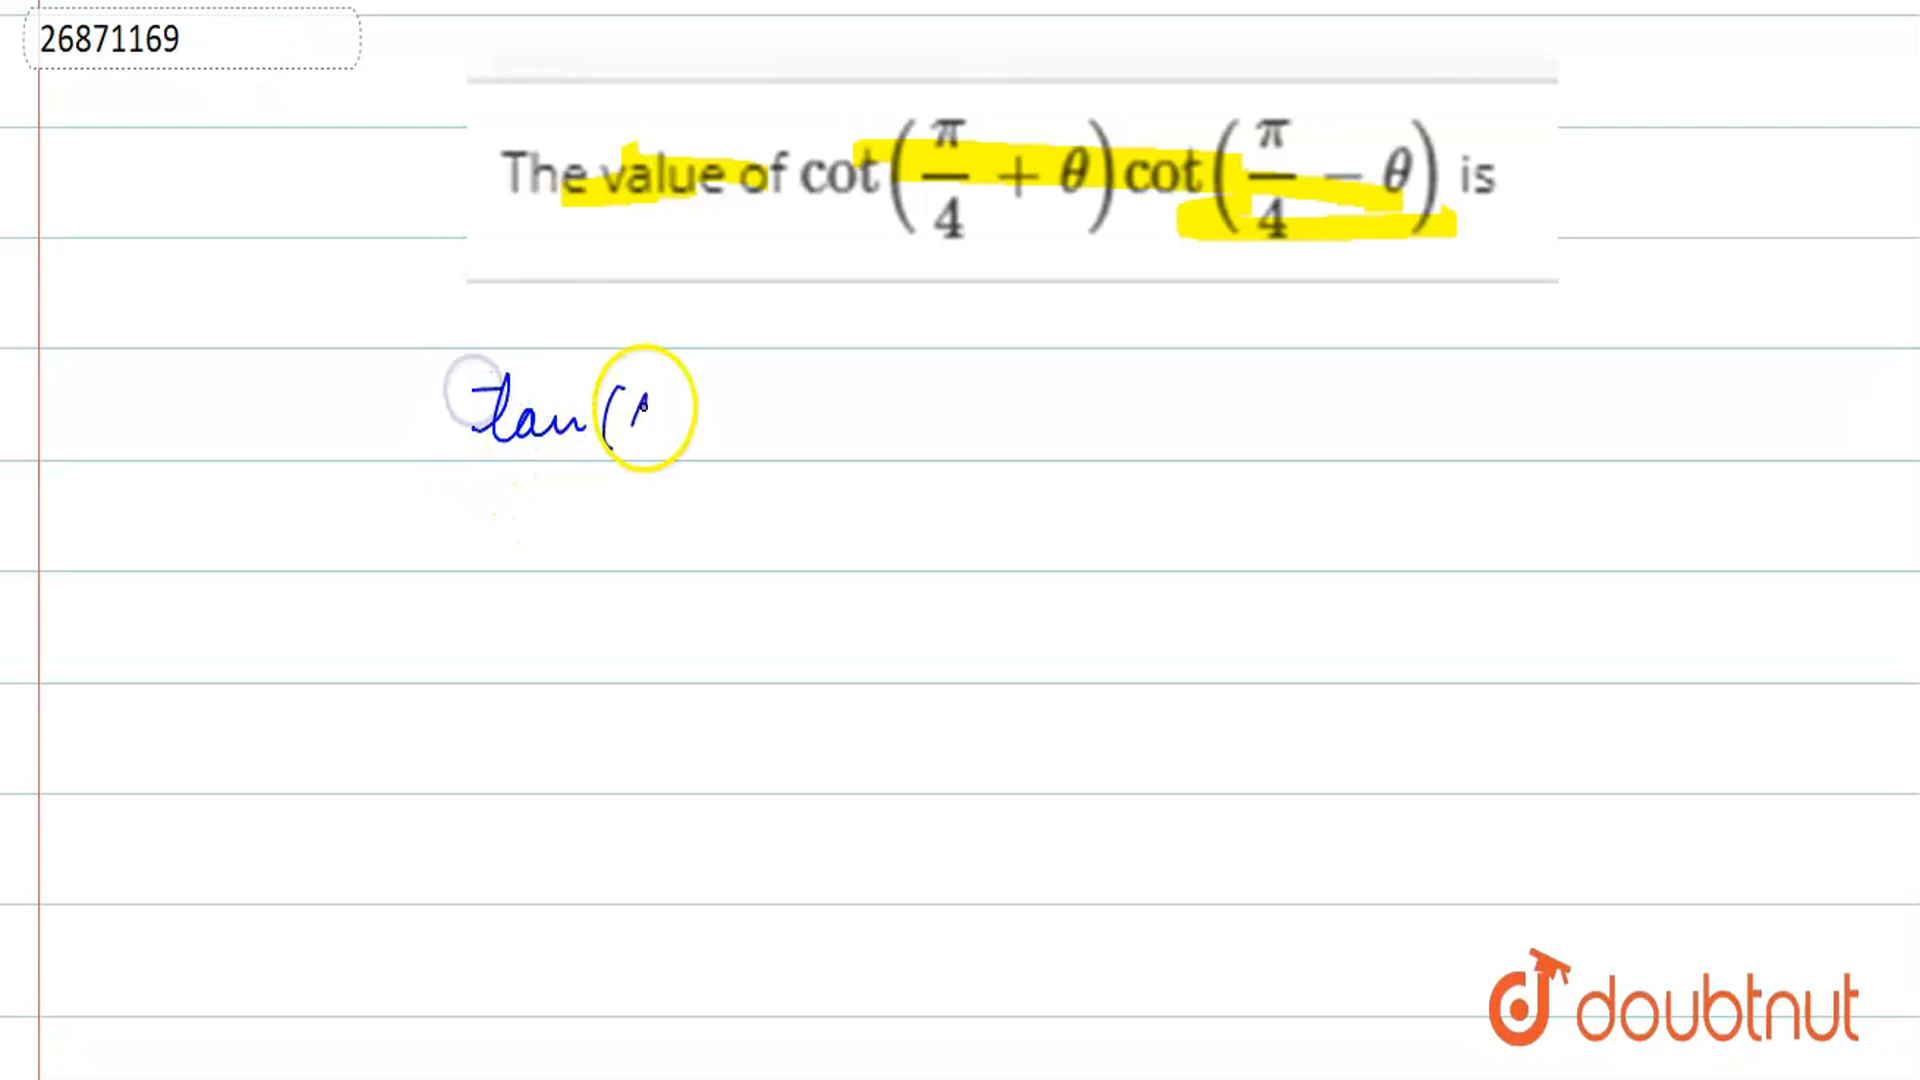 26871169
The value of cot(π/4 + θ)cot(π/4 − θ) is
tan(
doubtnut